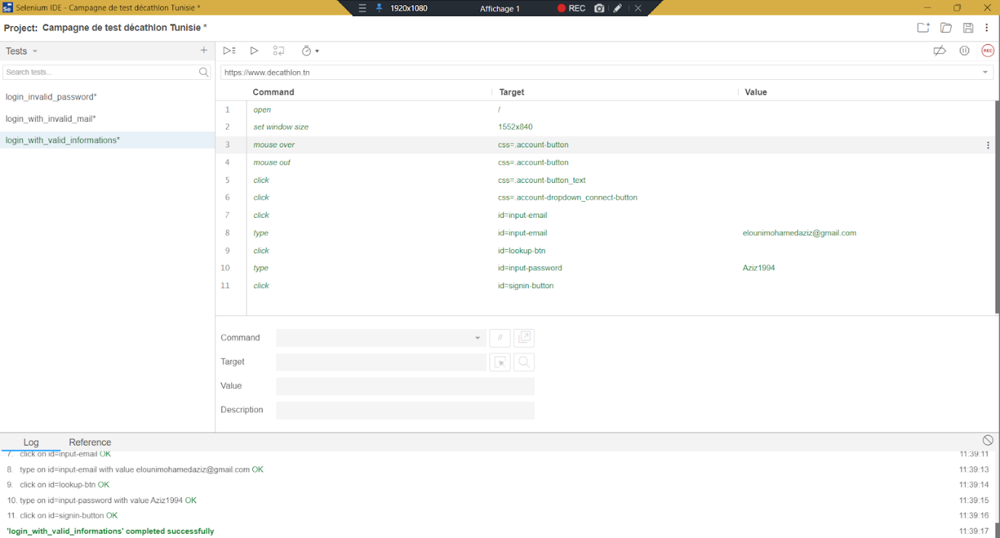 Selenium IDE - Campagne de test décathlon Tunisie *
1920x1080
Affichage 1
REC
Project: Campagne de test décathlon Tunisie *
Tests
Search tests...
login_invalid_password*
login_with_invalid_mail*
login_with_valid_informations*
REC
https://www.decathlon.tn
Command Target Value
1 open /
2 set window size 1552x840
3 mouse over css=.account-button
4 mouse out css=.account-button
5 click css=.account-button_text
6 click css=.account-dropdown_connect-button
7 click id=input-email
8 type id=input-email elounimohamedaziz@gmail.com
9 click id=lookup-btn
10 type id=input-password Aziz1994
11 click id=signin-button
Command
//
Target
Value
Description
Log Reference
7. click on id=input-email OK 11:39:11
8. type on id=input-email with value elounimohamedaziz@gmail.com OK 11:39:13
9. click on id=lookup-btn OK 11:39:14
10. type on id=input-password with value Aziz1994 OK 11:39:15
11. click on id=signin-button OK 11:39:16
'login_with_valid_informations' completed successfully 11:39:17